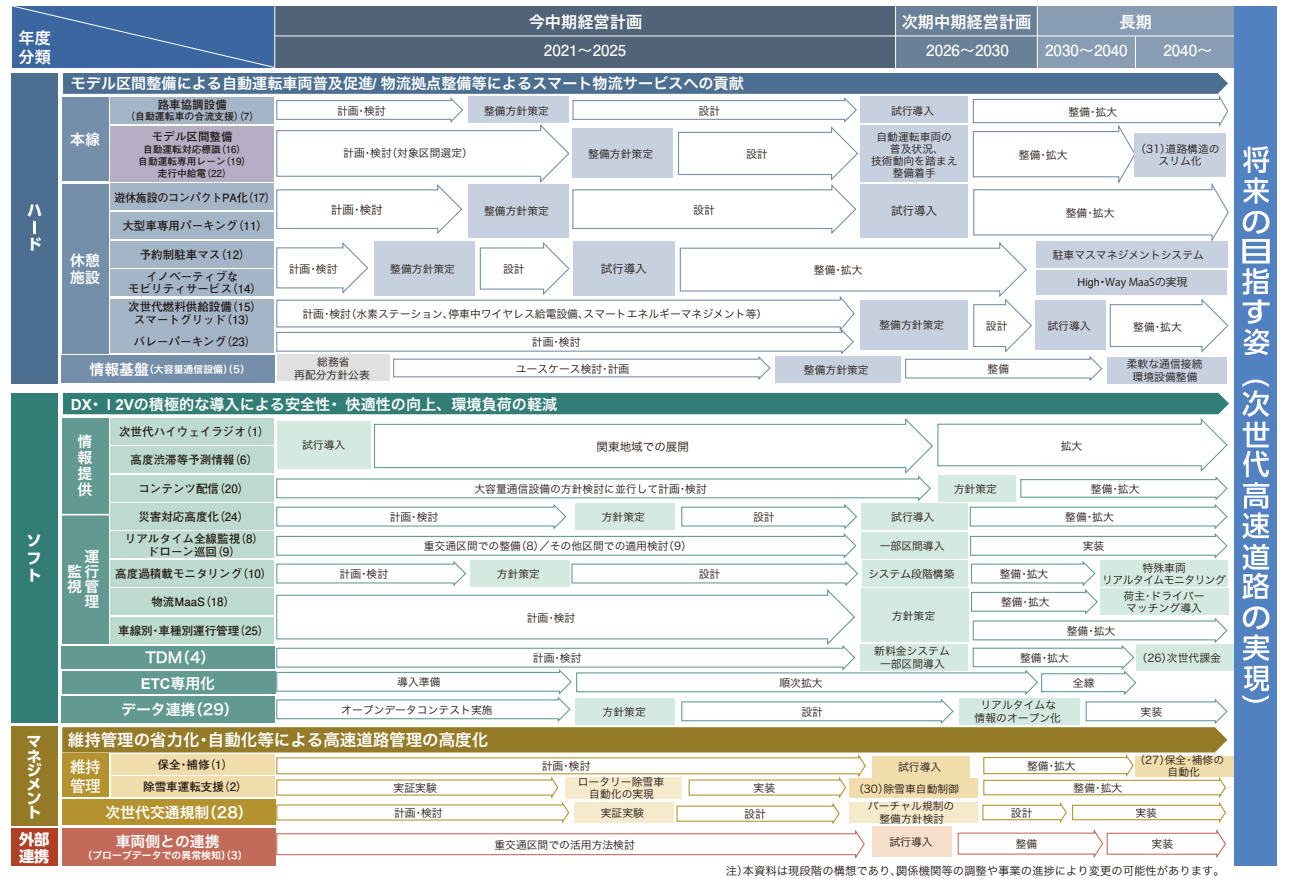 年度
分類
今中期経営計画
次期中期経営計画
長期
2021〜2025
2026〜2030
2030〜2040
2040〜
将来の目指す姿（次世代高速道路の実現）
ハード
モデル区間整備による自動運転車両普及促進/ 物流拠点整備等によるスマート物流サービスへの貢献
本線
路車協調設備
(自動運転車の合流支援)(7)
計画・検討
整備方針策定
設計
試行導入
整備・拡大
モデル区間整備
自動運転対応標識(16)
自動運転専用レーン(19)
走行中給電(22)
計画・検討(対象区間選定)
整備方針策定
設計
自動運転車両の
普及状況、
技術動向を踏まえ
整備着手
整備・拡大
(31)道路構造の
スリム化
休憩
施設
遊休施設のコンパクトPA化(17)
大型車専用パーキング(11)
計画・検討
整備方針策定
設計
試行導入
整備・拡大
予約制駐車マス(12)
イノベーティブな
モビリティサービス(14)
計画・検討
整備方針策定
設計
試行導入
整備・拡大
駐車マスマネジメントシステム
High・Way MaaSの実現
次世代燃料供給設備(15)
スマートグリッド(13)
計画・検討(水素ステーション、停車中ワイヤレス給電設備、スマートエネルギーマネジメント等)
バレーパーキング(23)
計画・検討
整備方針策定
設計
試行導入
整備・拡大
情報基盤(大容量通信設備)(5)
総務省
再配分方針公表
ユースケース検討・計画
整備方針策定
整備
柔軟な通信接続
環境設備整備
ソフト
DX・I2Vの積極的な導入による安全性・ 快適性の向上、環境負荷の軽減
情報提供
次世代ハイウェイラジオ(1)
高度渋滞等予測情報(6)
試行導入
関東地域での展開
拡大
コンテンツ配信(20)
大容量通信設備の方針検討に並行して計画・検討
方針策定
整備・拡大
運行管理
監視
災害対応高度化(24)
計画・検討
方針策定
設計
試行導入
整備・拡大
リアルタイム全線監視(8)
ドローン巡回(9)
重交通区間での整備(8)／その他区間での適用検討(9)
一部区間導入
実装
高度過積載モニタリング(10)
計画・検討
方針策定
設計
システム段階構築
整備・拡大
特殊車両
リアルタイムモニタリング
物流MaaS(18)
車線別・車種別運行管理(25)
計画・検討
方針策定
整備・拡大
荷主・ドライバー
マッチング導入
整備・拡大
TDM(4)
計画・検討
新料金システム
一部区間導入
整備・拡大
(26)次世代課金
ETC専用化
導入準備
順次拡大
全線
データ連携(29)
オープンデータコンテスト実施
方針策定
設計
リアルタイムな
情報のオープン化
実装
マネジメント
維持管理の省力化・自動化等による高速道路管理の高度化
維持
管理
保全・補修(1)
計画・検討
試行導入
整備・拡大
(27)保全・補修の
自動化
除雪車運転支援(2)
実証実験
ロータリー除雪車
自動化の実現
実装
(30)除雪車自動制御
整備・拡大
次世代交通規制(28)
計画・検討
実証実験
設計
バーチャル規制の
整備方針検討
設計
実装
外部
連携
車両側との連携
(プローブデータでの異常検知)(3)
重交通区間での活用方法検討
試行導入
整備
実装
注)本資料は現段階の構想であり、関係機関等の調整や事業の進捗により変更の可能性があります。